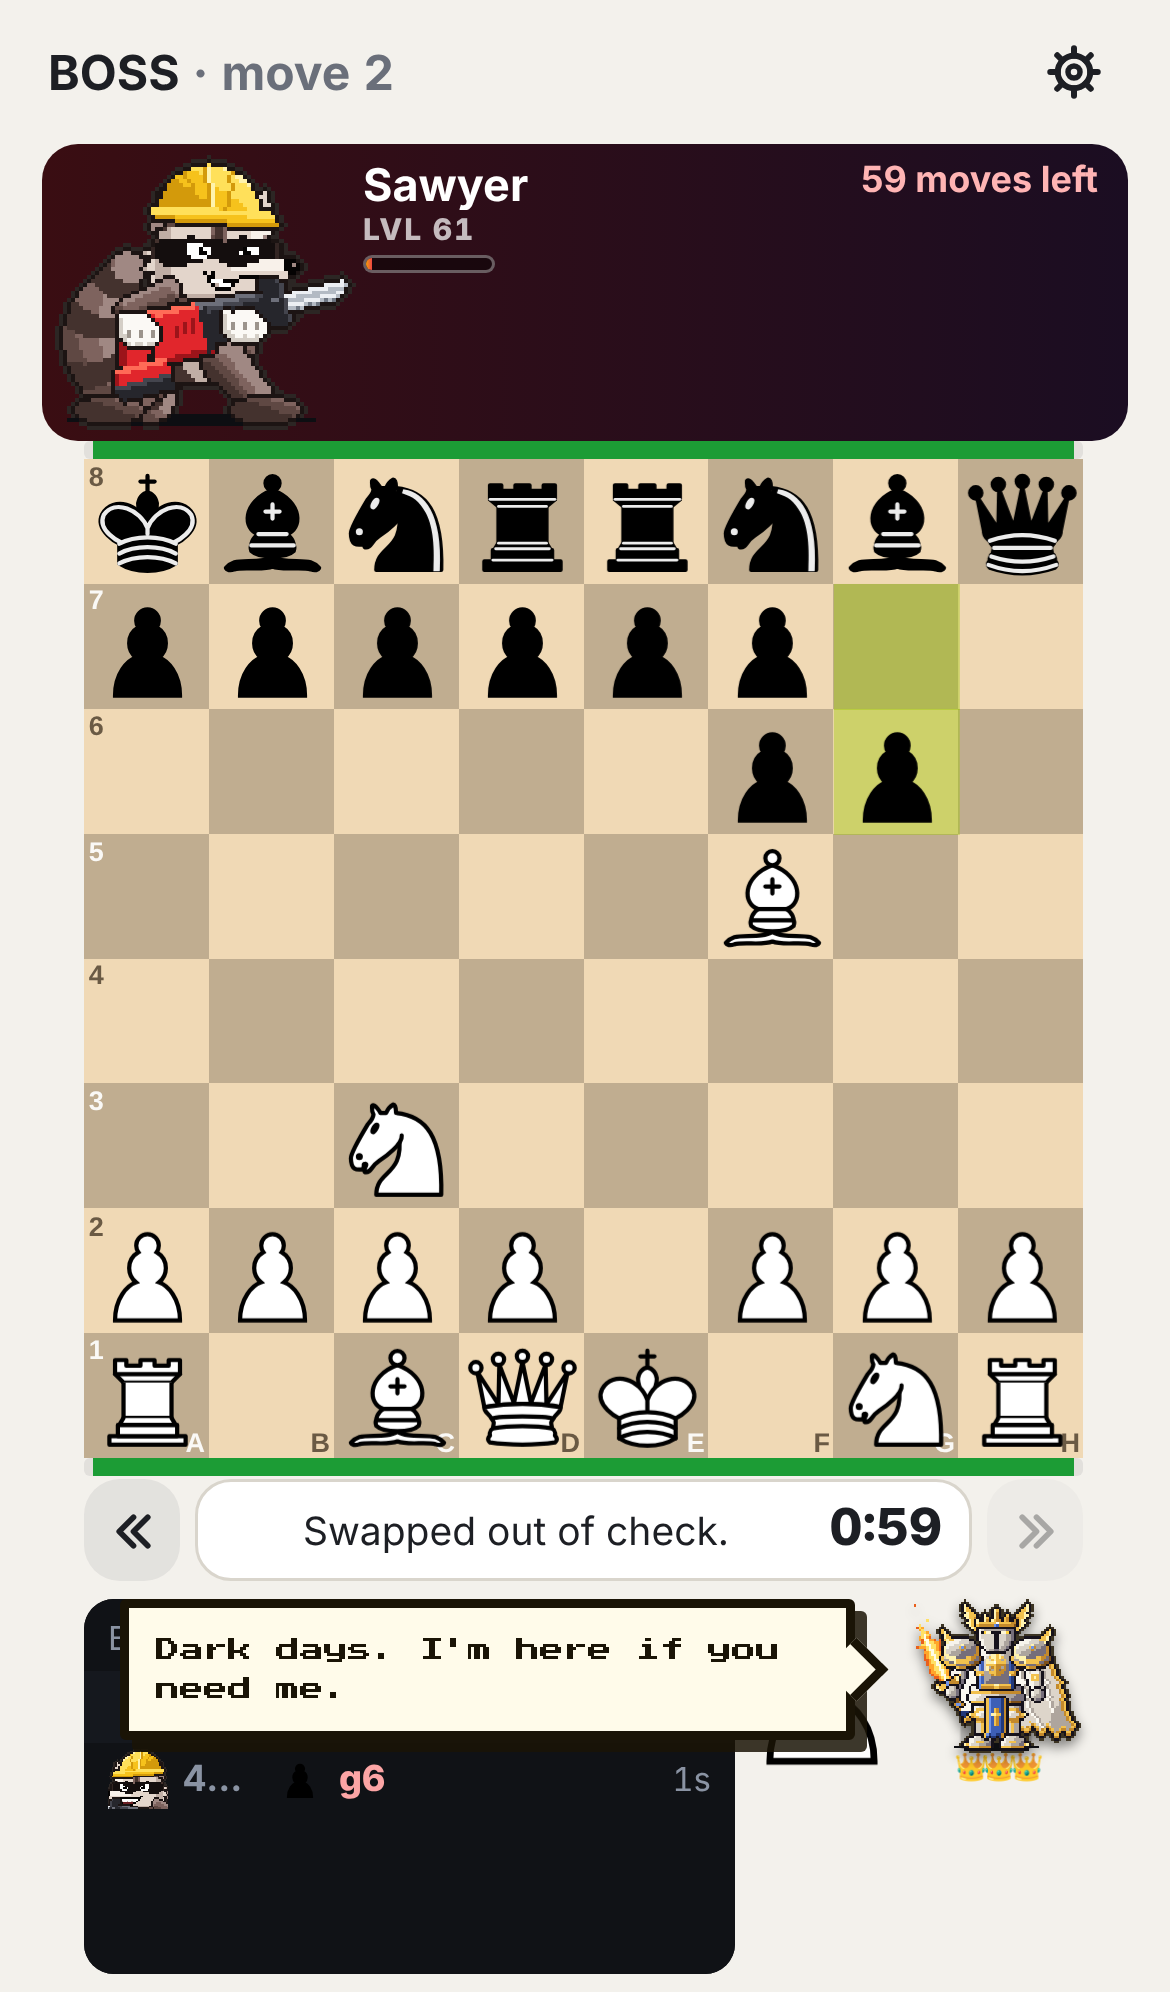 BOSS · move 2
Sawyer
59 moves left
LVL 61
8
7
6
5
4
3
2
1
A B C D E F G H
Swapped out of check. 0:59
Dark days. I'm here if you
need me.
4... g6 1s